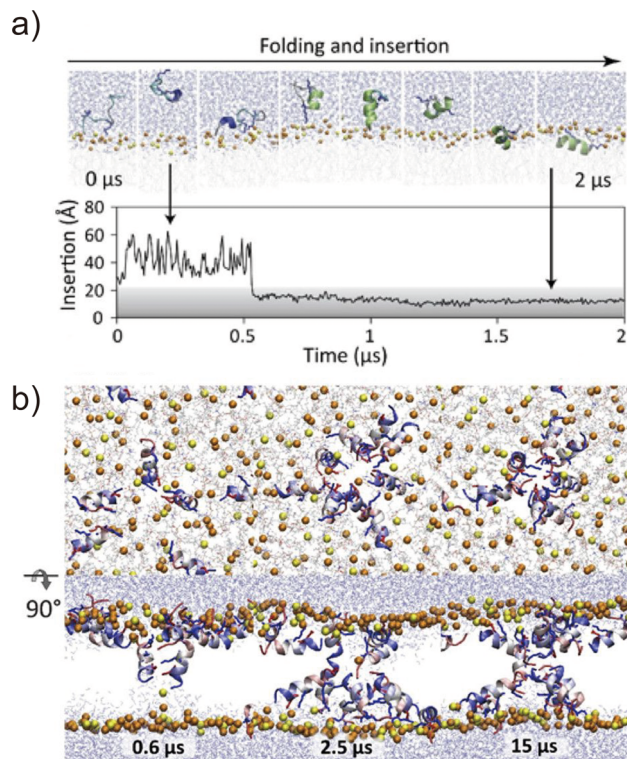 a)
Folding and insertion
0 μs
2 μs
Insertion (Å)
80
60
40
20
0
0
0.5
1
1.5
2
Time (μs)
b)
90°
0.6 μs
2.5 μs
15 μs